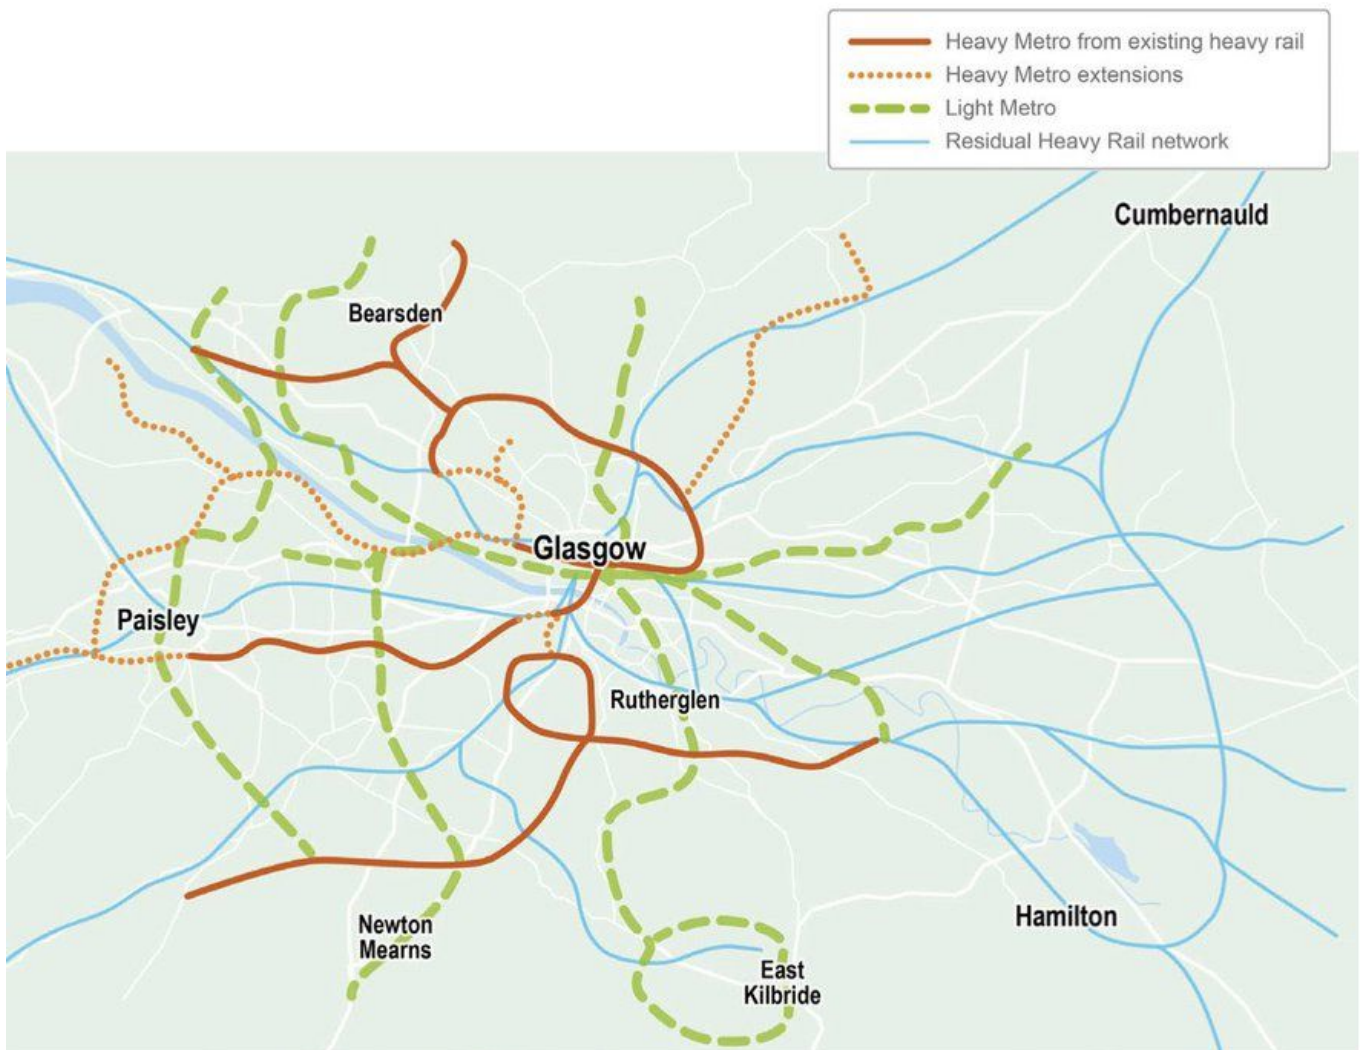 Heavy Metro from existing heavy rail
Heavy Metro extensions
Light Metro
Residual Heavy Rail network
Cumbernauld
Bearsden
Glasgow
Paisley
Rutherglen
Newton
Mearns
Hamilton
East
Kilbride